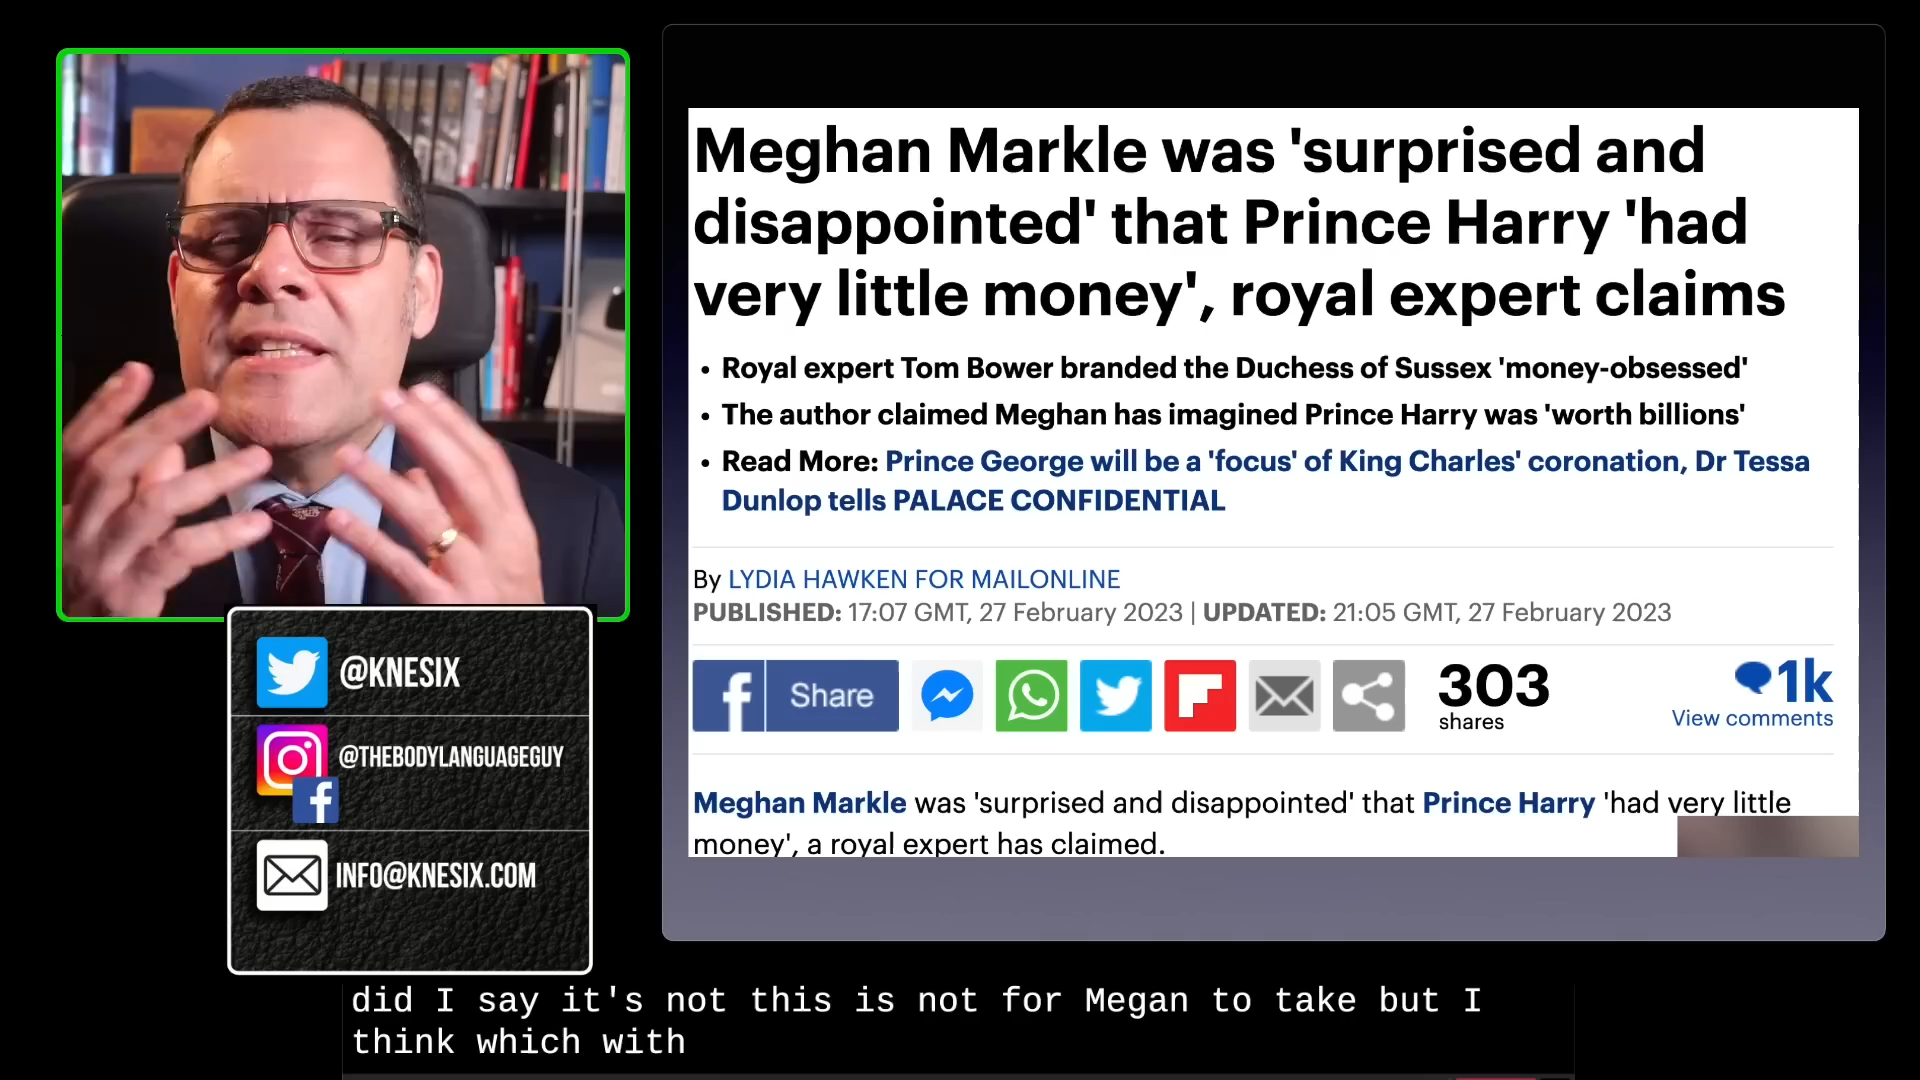 Meghan Markle was 'surprised and
disappointed' that Prince Harry 'had
very little money', royal expert claims
• Royal expert Tom Bower branded the Duchess of Sussex 'money-obsessed'
• The author claimed Meghan has imagined Prince Harry was 'worth billions'
• Read More: Prince George will be a 'focus' of King Charles' coronation, Dr Tessa
Dunlop tells PALACE CONFIDENTIAL
By LYDIA HAWKEN FOR MAILONLINE
PUBLISHED: 17:07 GMT, 27 February 2023 | UPDATED: 21:05 GMT, 27 February 2023
Share
303
shares
1k
View comments
Meghan Markle was 'surprised and disappointed' that Prince Harry 'had very little
money', a royal expert has claimed.
@KNESIX
@THEBODYLANGUAGEGUY
INFO@KNESIX.COM
did I say it's not this is not for Megan to take but I
think which with